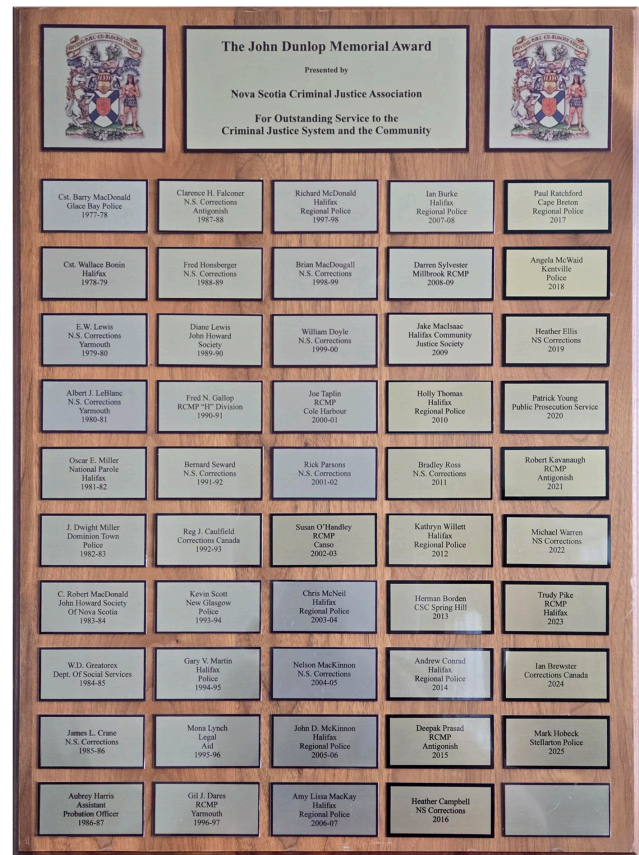 The John Dunlop Memorial Award
Presented by
Nova Scotia Criminal Justice Association
For Outstanding Service to the
Criminal Justice System and the Community
Cst. Barry MacDonald
Glace Bay Police
1977-78
Cst. Wallace Bonin
Halifax
1978-79
E.W. Lewis
N.S. Corrections
Yarmouth
1979-80
Albert J. LeBlanc
N.S. Corrections
Yarmouth
1980-81
Oscar E. Miller
National Parole
Halifax
1981-82
J. Dwight Miller
Dominion Town
Police
1982-83
C. Robert MacDonald
John Howard Society
Of Nova Scotia
1983-84
W.D. Greatorex
Dept. Of Social Services
1984-85
James L. Crane
N.S. Corrections
1985-86
Aubrey Harris
Assistant
Probation Officer
1986-87
Clarence H. Falconer
N.S. Corrections
Antigonish
1987-88
Fred Honsberger
N.S. Corrections
1988-89
Diane Lewis
John Howard
Society
1989-90
Fred N. Gallop
RCMP "H" Division
1990-91
Bernard Seward
N.S. Corrections
1991-92
Reg J. Caulfield
Corrections Canada
1992-93
Kevin Scott
New Glasgow
Police
1993-94
Gary V. Martin
Halifax
Police
1994-95
Mona Lynch
Legal
Aid
1995-96
Gil J. Dares
RCMP
Yarmouth
1996-97
Richard McDonald
Halifax
Regional Police
1997-98
Brian MacDougall
N.S. Corrections
1998-99
William Doyle
N.S. Corrections
1999-00
Joe Taplin
RCMP
Cole Harbour
2000-01
Rick Parsons
N.S. Corrections
2001-02
Susan O'Handley
RCMP
Canso
2002-03
Chris McNeil
Halifax
Regional Police
2003-04
Nelson MacKinnon
N.S. Corrections
2004-05
John D. McKinnon
Halifax
Regional Police
2005-06
Amy Lissa MacKay
Halifax
Regional Police
2006-07
Ian Burke
Halifax
Regional Police
2007-08
Darren Sylvester
Millbrook RCMP
2008-09
Jake MacIsaac
Halifax Community
Justice Society
2009
Holly Thomas
Halifax
Regional Police
2010
Bradley Ross
N.S. Corrections
2011
Kathryn Willett
Halifax
Regional Police
2012
Herman Borden
CSC Spring Hill
2013
Andrew Conrad
Halifax
Regional Police
2014
Deepak Prasad
RCMP
Antigonish
2015
Heather Campbell
NS Corrections
2016
Paul Ratchford
Cape Breton
Regional Police
2017
Angela McWaid
Kentville
Police
2018
Heather Ellis
NS Corrections
2019
Patrick Young
Public Prosecution Service
2020
Robert Kavanaugh
RCMP
Antigonish
2021
Michael Warren
NS Corrections
2022
Trudy Pike
RCMP
Halifax
2023
Ian Brewster
Corrections Canada
2024
Mark Hobeck
Stellarton Police
2025